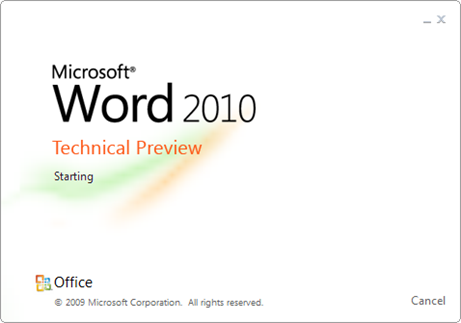 Microsoft®
Word 2010
Technical Preview
Starting
Office
© 2009 Microsoft Corporation. All rights reserved.
Cancel